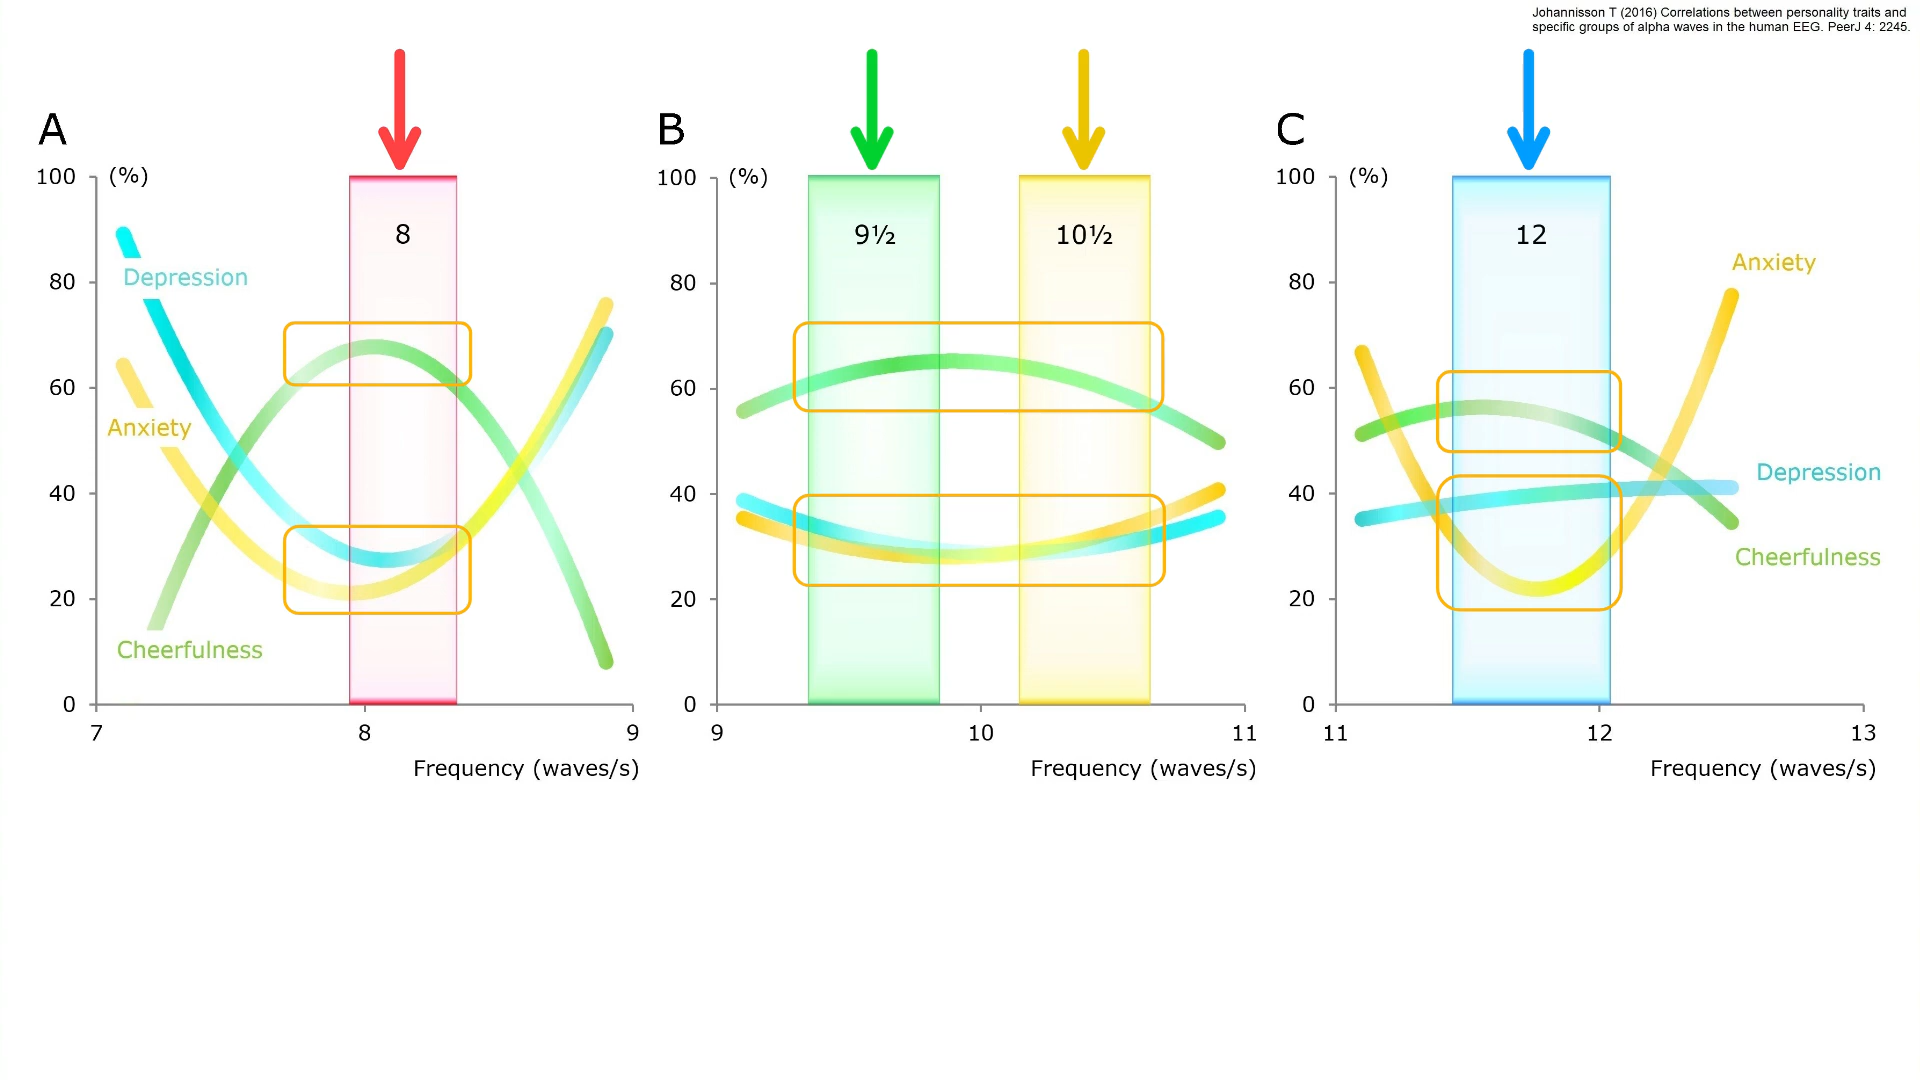 Johannisson T (2016) Correlations between personality traits and
specific groups of alpha waves in the human EEG. PeerJ 4: 2245.
A
100
(%)
8
80
Depression
60
Anxiety
40
20
Cheerfulness
0
7
8
9
Frequency (waves/s)
B
100
(%)
9½
10½
80
60
40
20
0
9
10
11
Frequency (waves/s)
C
100
(%)
12
Anxiety
80
60
Depression
40
Cheerfulness
20
0
11
12
13
Frequency (waves/s)